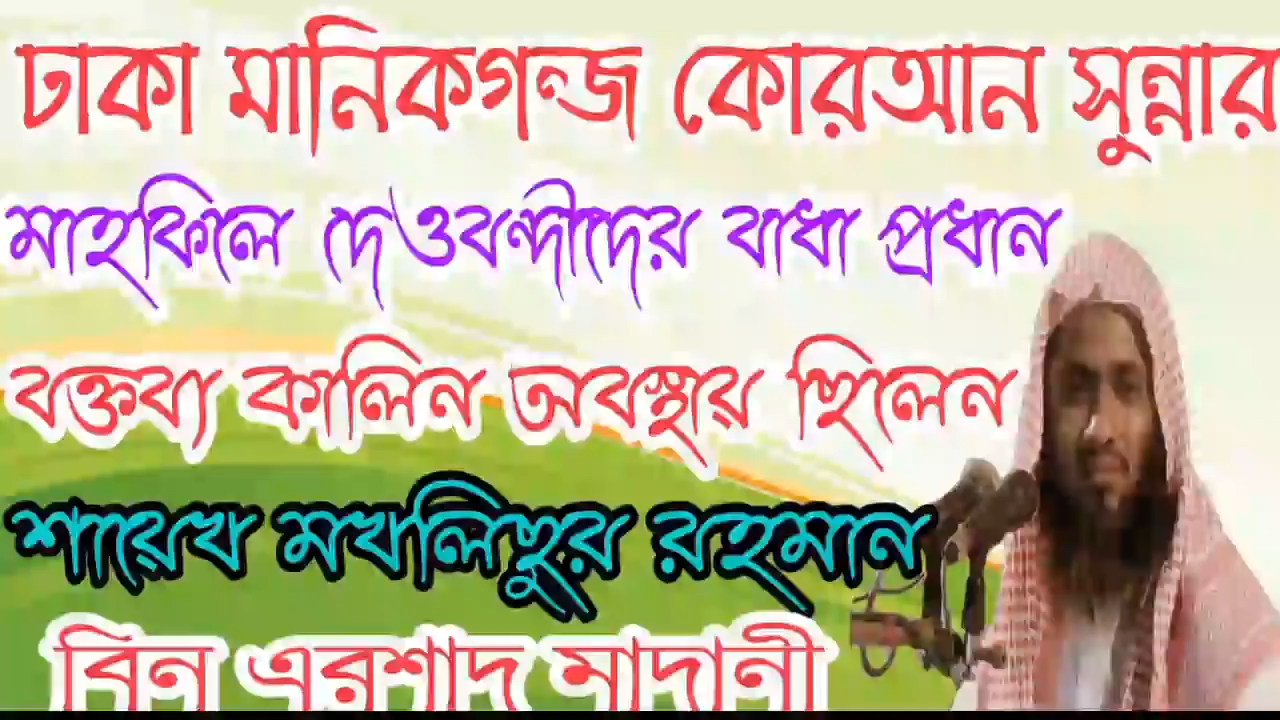 ঢাকা মানিকগন্জ কোরআন সুন্নার
মাহফিলে দেওবন্দীদের বাধা প্রধান
বক্তব্য কালিন অবস্থার ছিলেন
শায়েখ মখলিছুর রহমান
বিন এরশাদ মাদানী